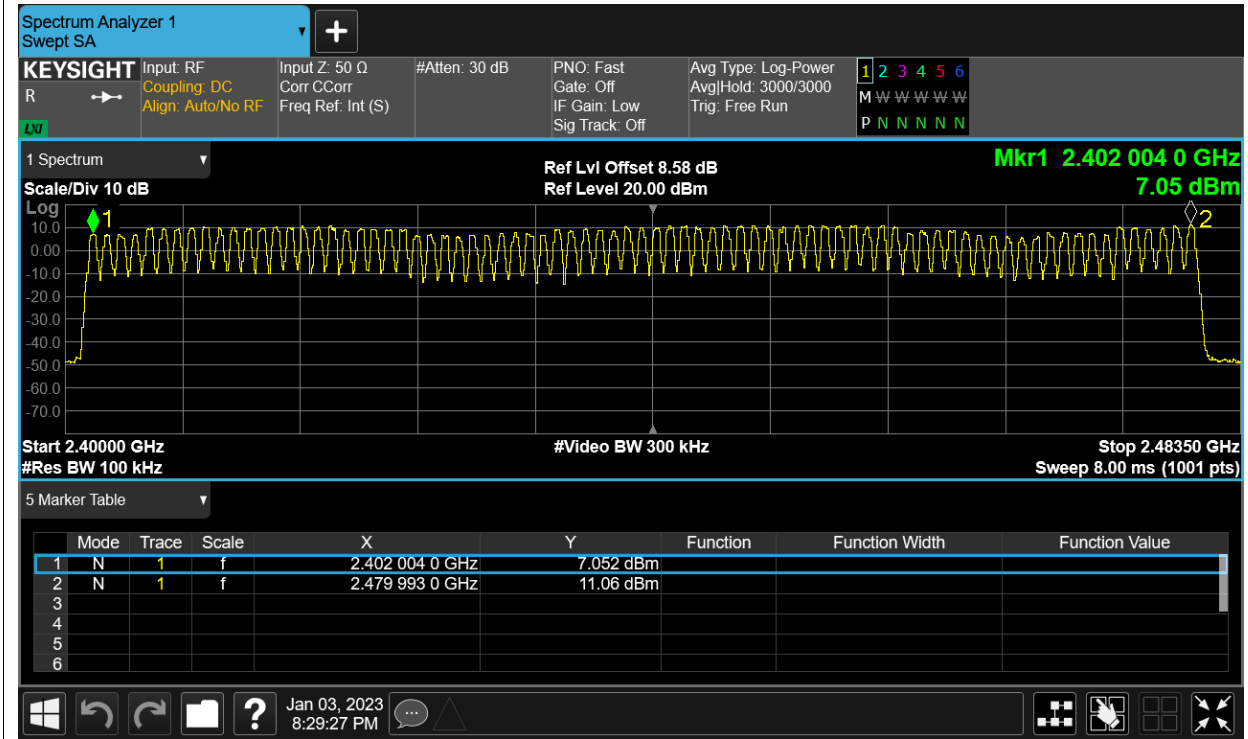 Spectrum Analyzer 1
Swept SA
+
KEYSIGHT
R
LXI
Input: RF
Coupling: DC
Align: Auto/No RF
Input Z: 50 Ω
Corr CCorr
Freq Ref: Int (S)
#Atten: 30 dB
PNO: Fast
Gate: Off
IF Gain: Low
Sig Track: Off
Avg Type: Log-Power
Avg|Hold: 3000/3000
Trig: Free Run
1 2 3 4 5 6
M W W W W W
P N N N N N
1 Spectrum
Scale/Div 10 dB
Ref Lvl Offset 8.58 dB
Ref Level 20.00 dBm
Mkr1 2.402 004 0 GHz
7.05 dBm
Log
1
2
10.0
0.00
-10.0
-20.0
-30.0
-40.0
-50.0
-60.0
-70.0
Start 2.40000 GHz
#Video BW 300 kHz
Stop 2.48350 GHz
#Res BW 100 kHz
Sweep 8.00 ms (1001 pts)
5 Marker Table
Mode Trace Scale X Y Function Function Width Function Value
1 N 1 f 2.402 004 0 GHz 7.052 dBm
2 N 1 f 2.479 993 0 GHz 11.06 dBm
3
4
5
6
?
Jan 03, 2023
8:29:27 PM